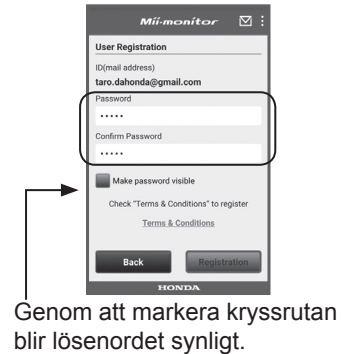 Mii-monitor
User Registration
ID(mail address)
taro.dahonda@gmail.com
Password
•••••
Confirm Password
•••••
Make password visible
Check "Terms & Conditions" to register
Terms & Conditions
Back
Registration
HONDA
Genom att markera kryssrutan
blir lösenordet synligt.